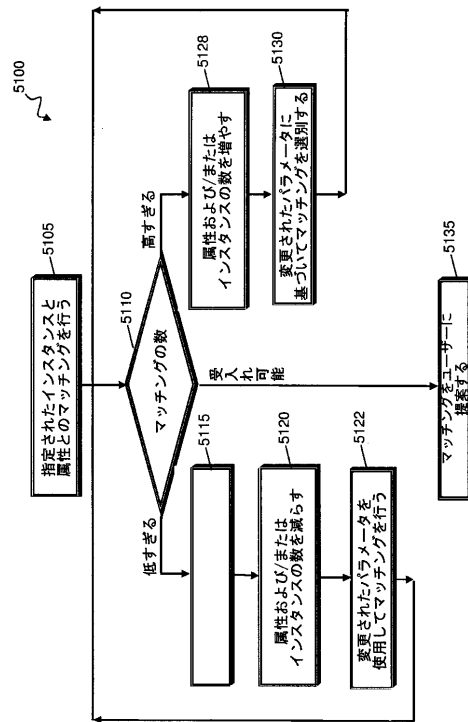 5100
5105
指定されたインスタンスと
属性とのマッチングを行う
5110
マッチングの数
低すぎる
高すぎる
受入れ可能
5115
5120
属性および/または
インスタンスの数を減らす
5122
変更されたパラメータを
使用してマッチングを行う
5128
属性および/または
インスタンスの数を増やす
5130
変更されたパラメータに
基づいてマッチングを選別する
5135
マッチングをユーザーに
提案する